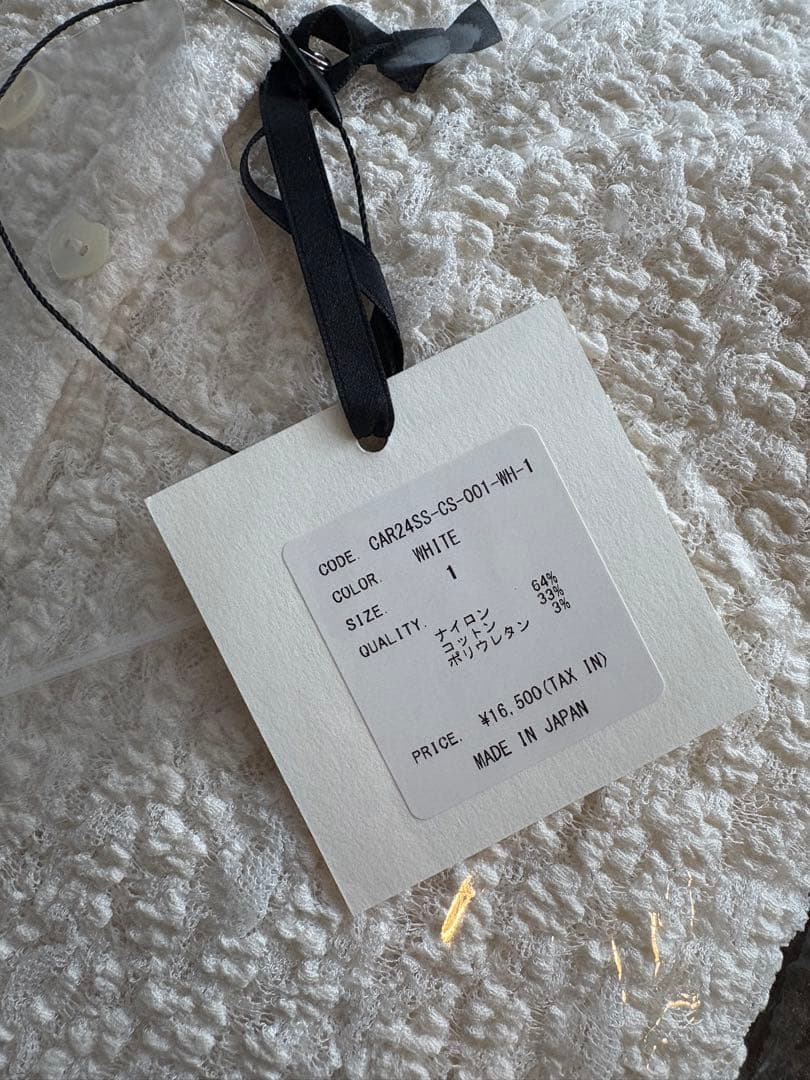 CODE. CAR24SS-CS-001-WH-1
COLOR. WHITE
SIZE. 1
QUALITY. ナイロン 64%
コットン 33%
ポリウレタン 3%
PRICE. ¥16,500(TAX IN)
MADE IN JAPAN